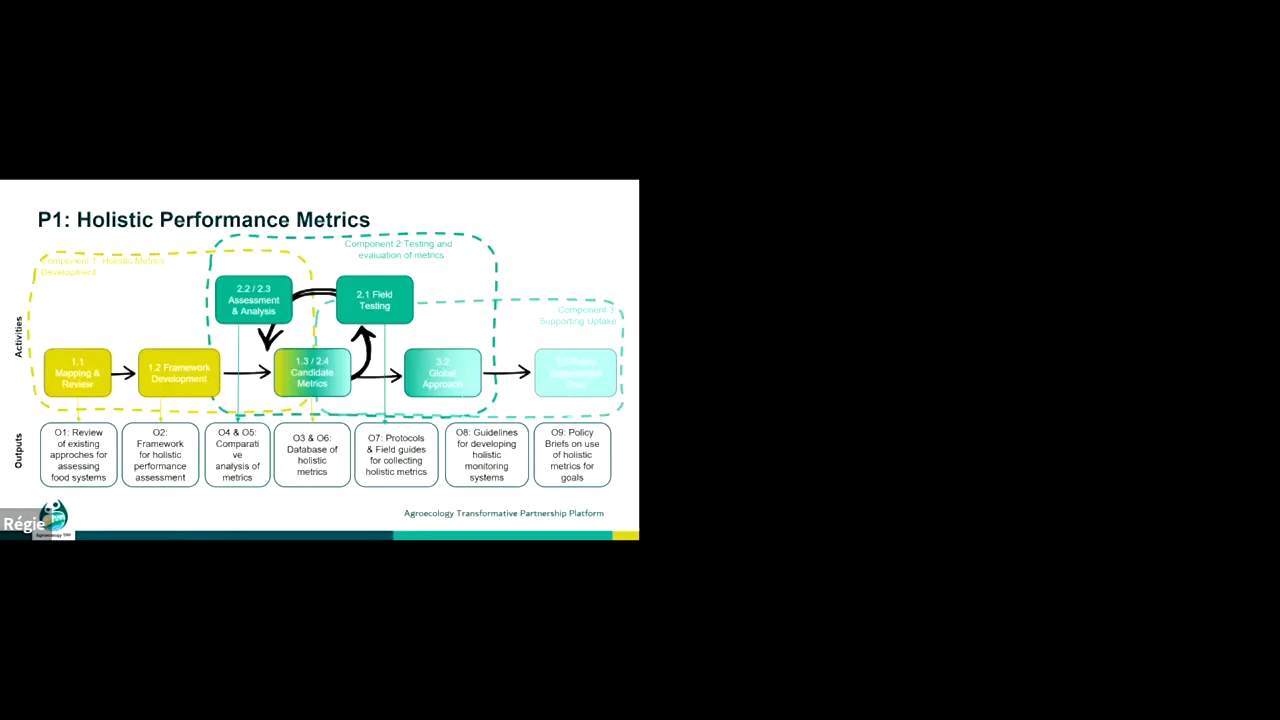 P1: Holistic Performance Metrics
Component 1: Holistic Metrics
Development
Component 2: Testing and
evaluation of metrics
Component 3:
Supporting Uptake
Activities
2.2 / 2.3
Assessment
& Analysis
2.1 Field
Testing
1.1
Mapping &
Review
1.2 Framework
Development
1.3 / 2.4
Candidate
Metrics
3.2
Global
Approach
Outputs
O1: Review
of existing
approches for
assessing
food systems
O2:
Framework
for holistic
performance
assessment
O4 & O5:
Comparati
ve
analysis of
metrics
O3 & O6:
Database of
holistic
metrics
O7: Protocols
& Field guides
for collecting
holistic metrics
O8: Guidelines
for developing
holistic
monitoring
systems
O9: Policy
Briefs on use
of holistic
metrics for
goals
Régie
Agroecology Transformative Partnership Platform